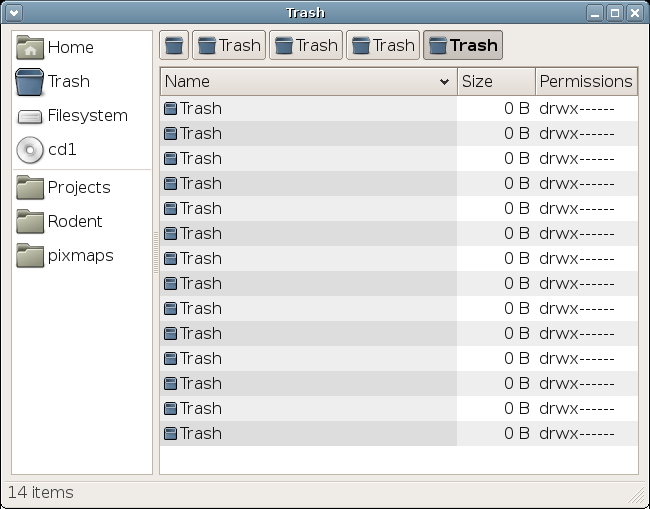 Trash
Home
Trash
Filesystem
cd1
Projects
Rodent
pixmaps
Trash Trash Trash Trash
Name Size Permissions
Trash 0 B drwx------
Trash 0 B drwx------
Trash 0 B drwx------
Trash 0 B drwx------
Trash 0 B drwx------
Trash 0 B drwx------
Trash 0 B drwx------
Trash 0 B drwx------
Trash 0 B drwx------
Trash 0 B drwx------
Trash 0 B drwx------
Trash 0 B drwx------
Trash 0 B drwx------
Trash 0 B drwx------
14 items